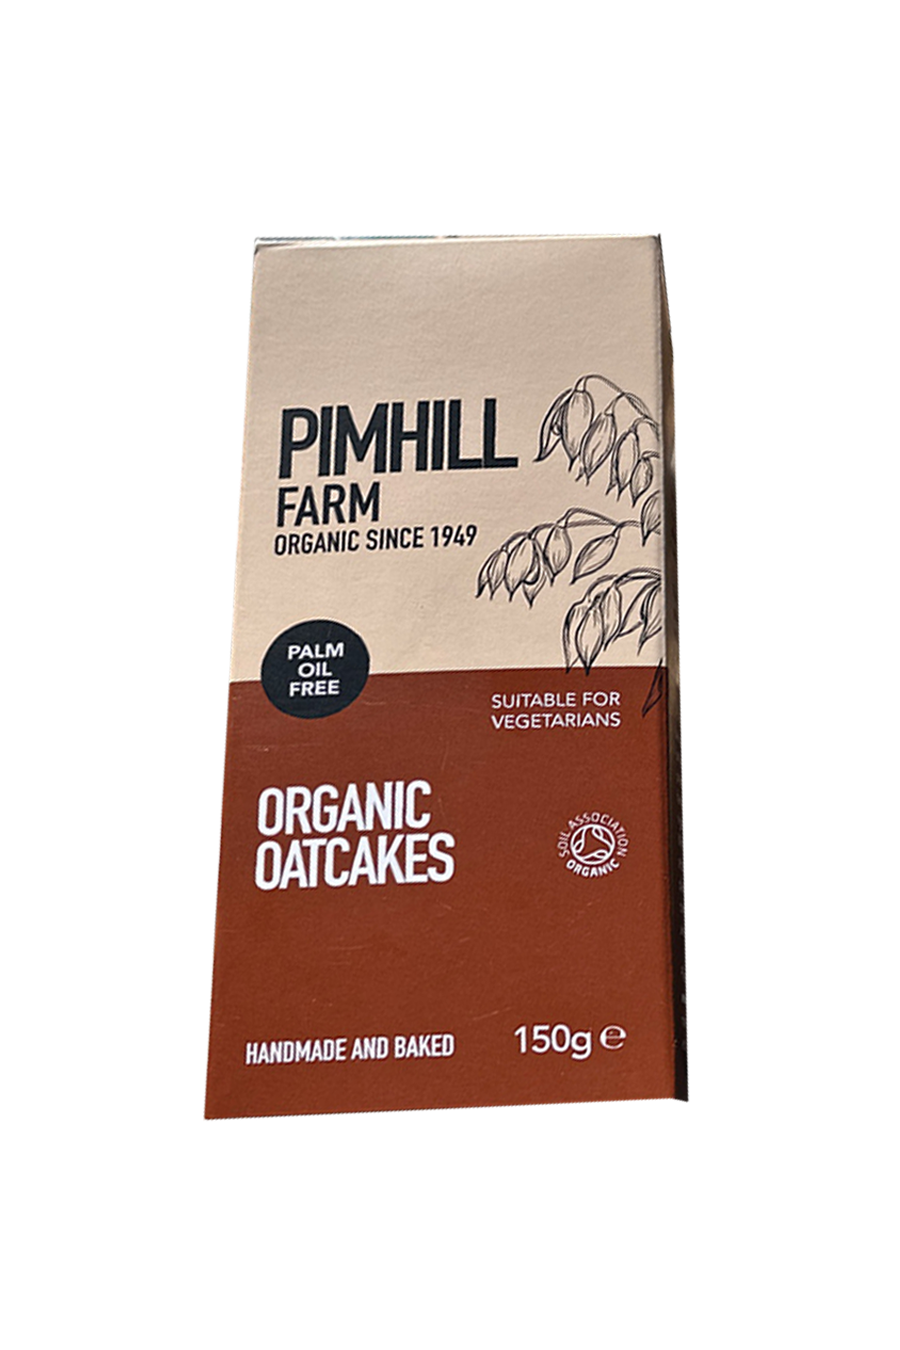 PIMHILL
FARM
ORGANIC SINCE 1949
PALM
OIL
FREE
SUITABLE FOR
VEGETARIANS
ORGANIC
OATCAKES
SOIL ASSOCIATION
ORGANIC
HANDMADE AND BAKED
150g ℮